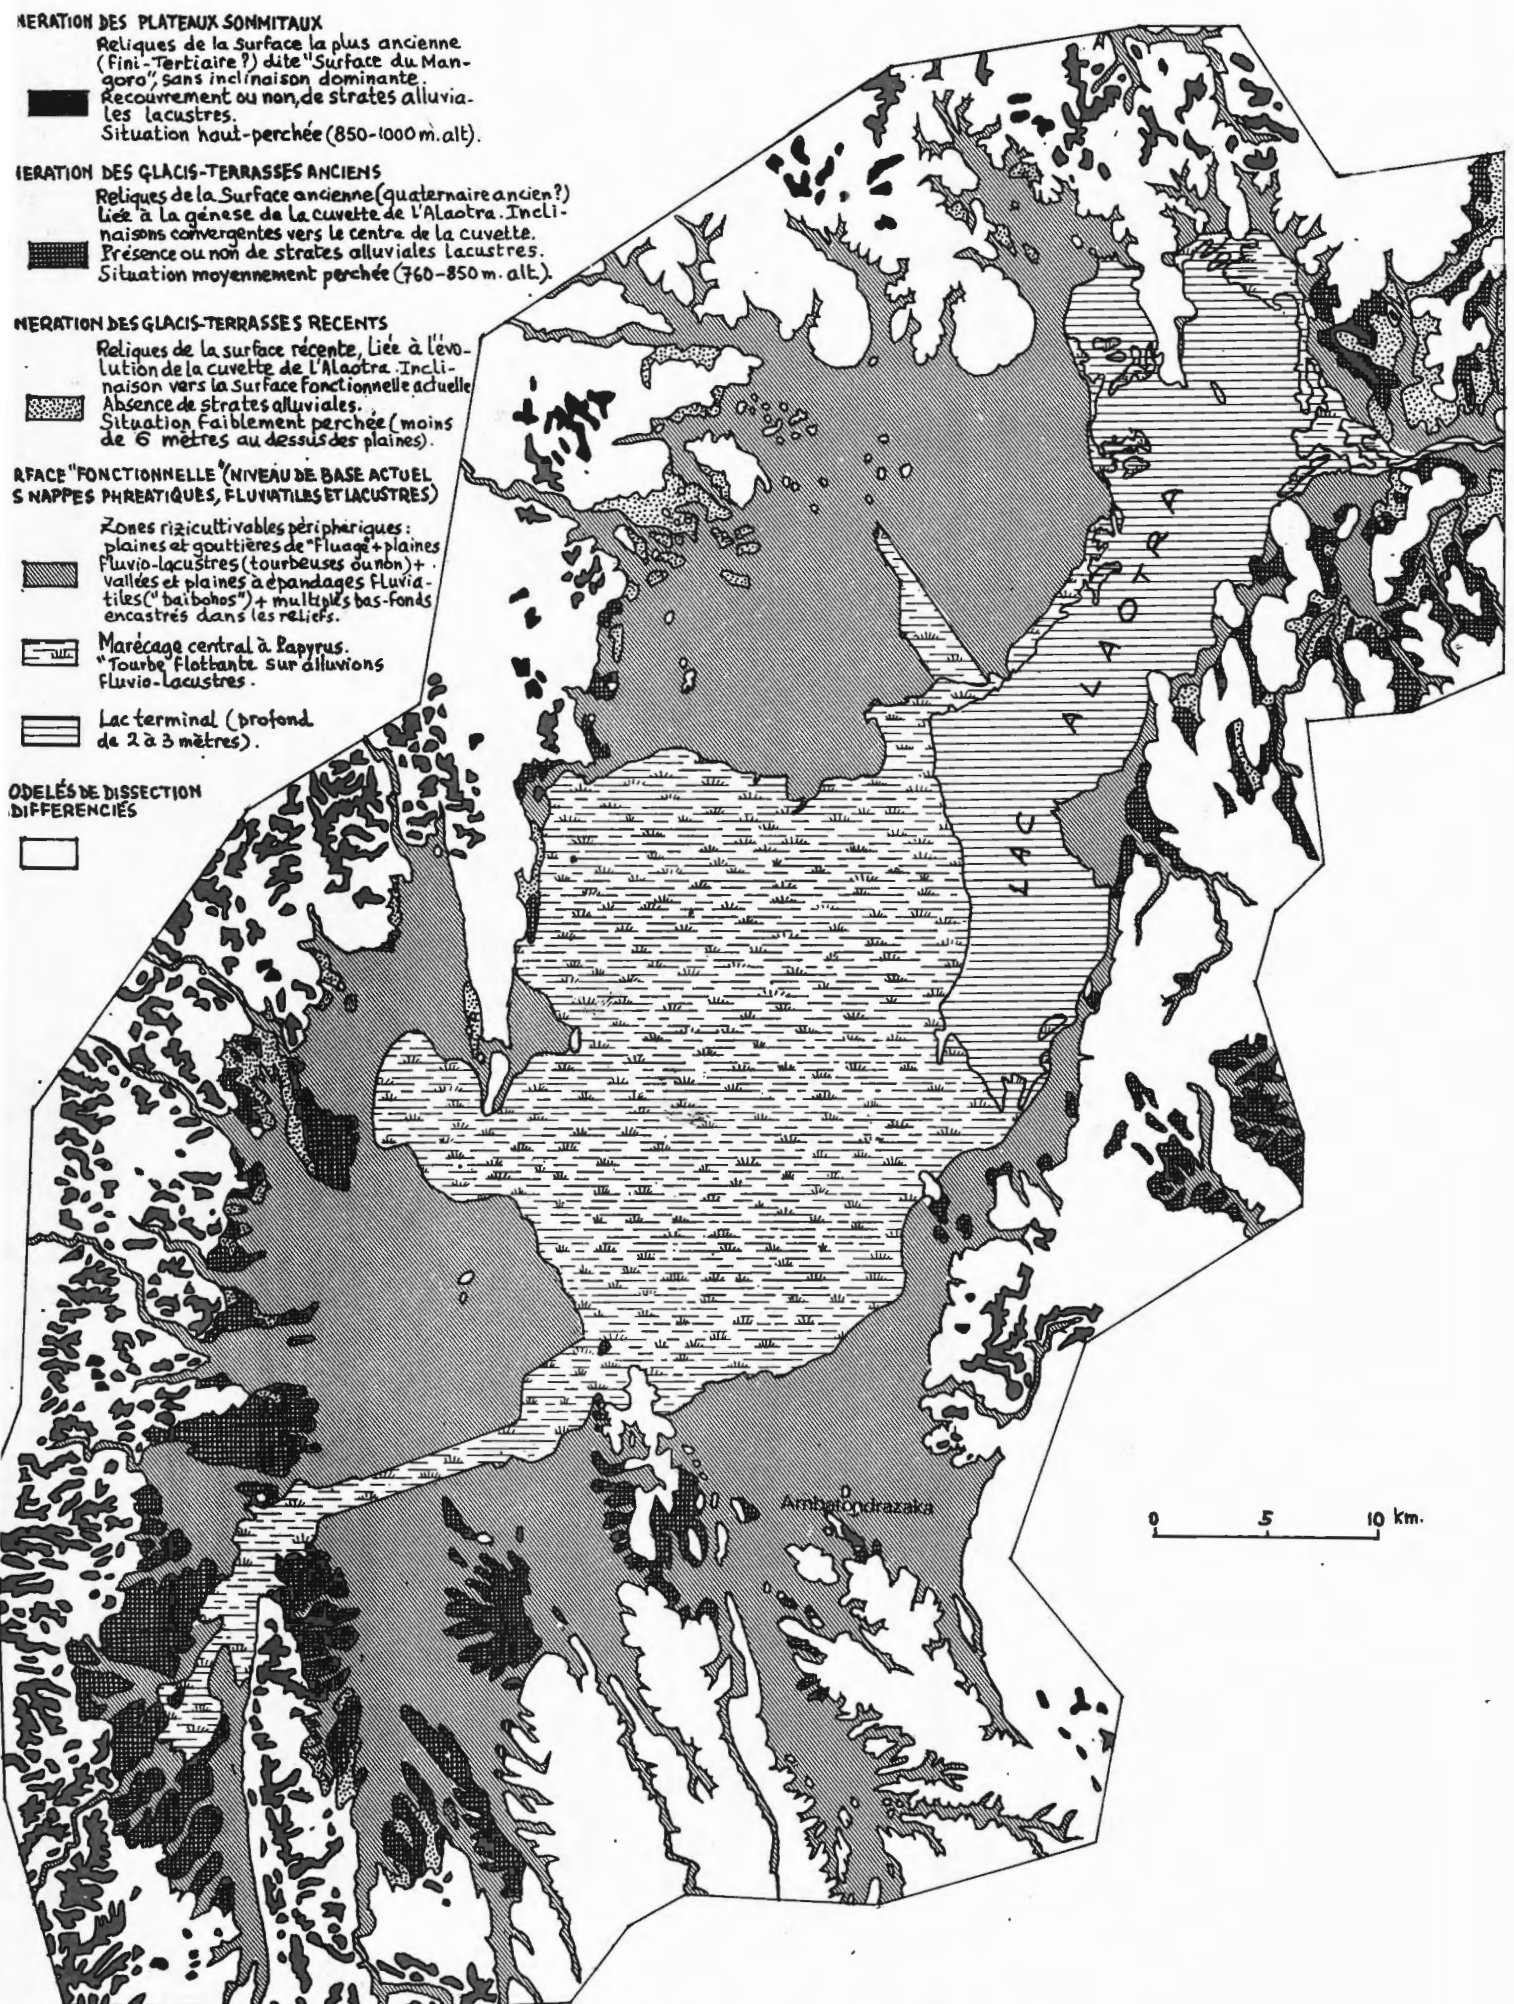 NERATION DES PLATEAUX SONMITAUX
Reliques de la surface la plus ancienne
(Fini-Tertiaire?) dite "Surface du Man-
goro", sans inclinaison dominante.
Recouvrement ou non, de strates alluvia-
les lacustres.
Situation haut-perchée (850-1000 m. alt).
IERATION DES GLACIS-TERRASSES ANCIENS
Reliques de la Surface ancienne (quaternaire ancien?)
Liée à la génese de la cuvette de l'Alaotra. Incli-
naisons convergentes vers le centre de la cuvette.
Présence ou non de strates alluviales lacustres.
Situation moyennement perchée (760-850 m. alt.).
NERATION DES GLACIS-TERRASSES RECENTS
Reliques de la surface récente, Liée à l'évo-
lution de la cuvette de l'Alaotra. Incli-
naison vers la surface fonctionnelle actuelle
Absence de strates alluviales.
Situation faiblement perchée (moins
de 6 mètres au dessus des plaines).
RFACE "FONCTIONNELLE" (NIVEAU DE BASE ACTUEL
S NAPPES PHREATIQUES, FLUVIATILES ET LACUSTRES)
Zones rizicultivables périphériques:
plaines et gouttières de "Fluage" + plaines
Fluvio-lacustres (tourbeuses ou non) +
vallées et plaines à épandages fluvia-
tiles ("baibohos") + multiples bas-fonds
encastrés dans les reliefs.
Marécage central à Papyrus.
"Tourbe" flottante sur alluvions
Fluvio-lacustres.
Lac terminal (profond
de 2 à 3 mètres).
ODELÉS DE DISSECTION
DIFFERENCIÉS
LAC ALAOTRA
Ambatondrazaka
0 5 10 km.